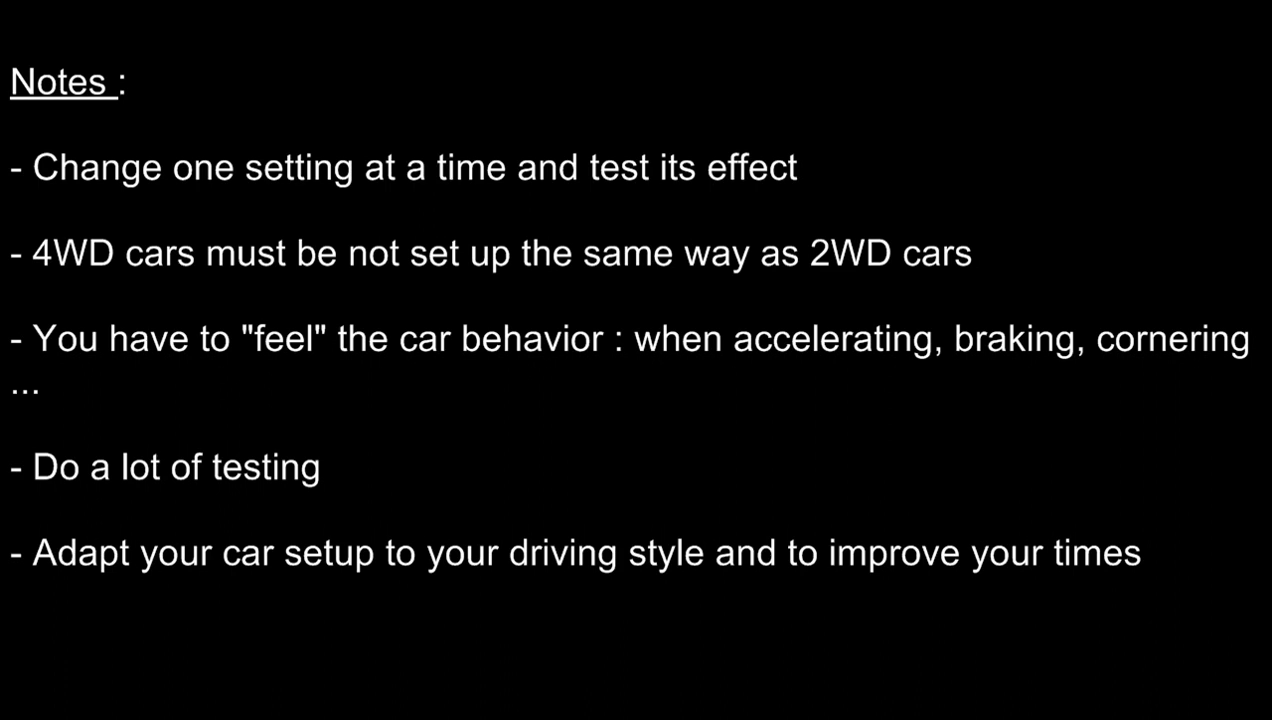 Notes :
- Change one setting at a time and test its effect
- 4WD cars must be not set up the same way as 2WD cars
- You have to "feel" the car behavior : when accelerating, braking, cornering
...
- Do a lot of testing
- Adapt your car setup to your driving style and to improve your times